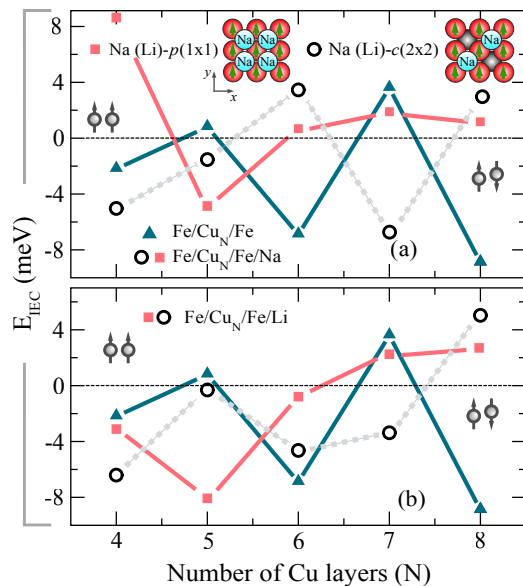 Na (Li)-p(1x1)
Na
Na
Na
Na
y
x
Na (Li)-c(2x2)
Na
Na
8
4
0
-4
-8
Fe/Cu_N/Fe
Fe/Cu_N/Fe/Na
(a)
E_IEC (meV)
Fe/Cu_N/Fe/Li
4
0
-4
-8
(b)
4 5 6 7 8
Number of Cu layers (N)